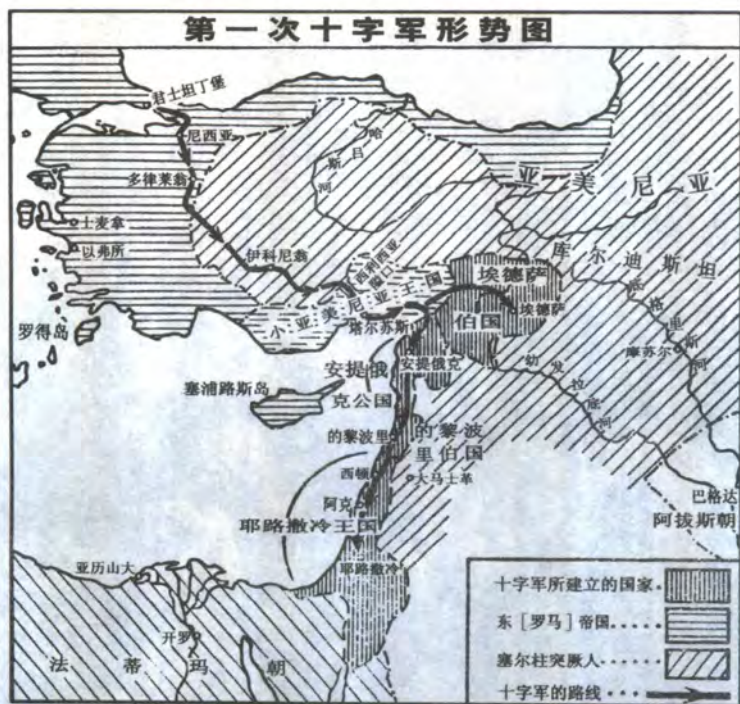 第一次十字军形势图
君士坦丁堡
尼西亚
多律莱翁
哈
吕
斯
河
亚美尼亚
士麦拿
以弗所
伊科尼翁
西利西亚
隘口
库尔迪斯坦
埃德萨
伯国
埃德萨
底格里斯河
小亚美尼亚王国
塔尔苏斯
罗得岛
摩苏尔
安提俄
克公国
安提俄克
幼发拉底河
塞浦路斯岛
的黎波里
的黎波
里伯国
西顿
大马士革
巴格达
阿拔斯朝
阿克
耶路撒冷王国
耶路撒冷
亚历山大
开罗
法蒂玛朝
十字军所建立的国家
东［罗马］帝国
塞尔柱突厥人
十字军的路线